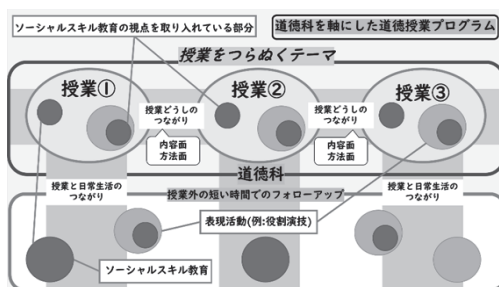 ソーシャルスキル教育の視点を取り入れている部分
道徳科を軸にした道徳授業プログラム
授業をつらぬくテーマ
授業①
授業②
授業③
授業どうしの
つながり
授業どうしの
つながり
内容面
方法面
内容面
方法面
道徳科
授業と日常生活の
つながり
授業外の短い時間でのフォローアップ
授業と日常生活の
つながり
表現活動(例:役割演技)
ソーシャルスキル教育